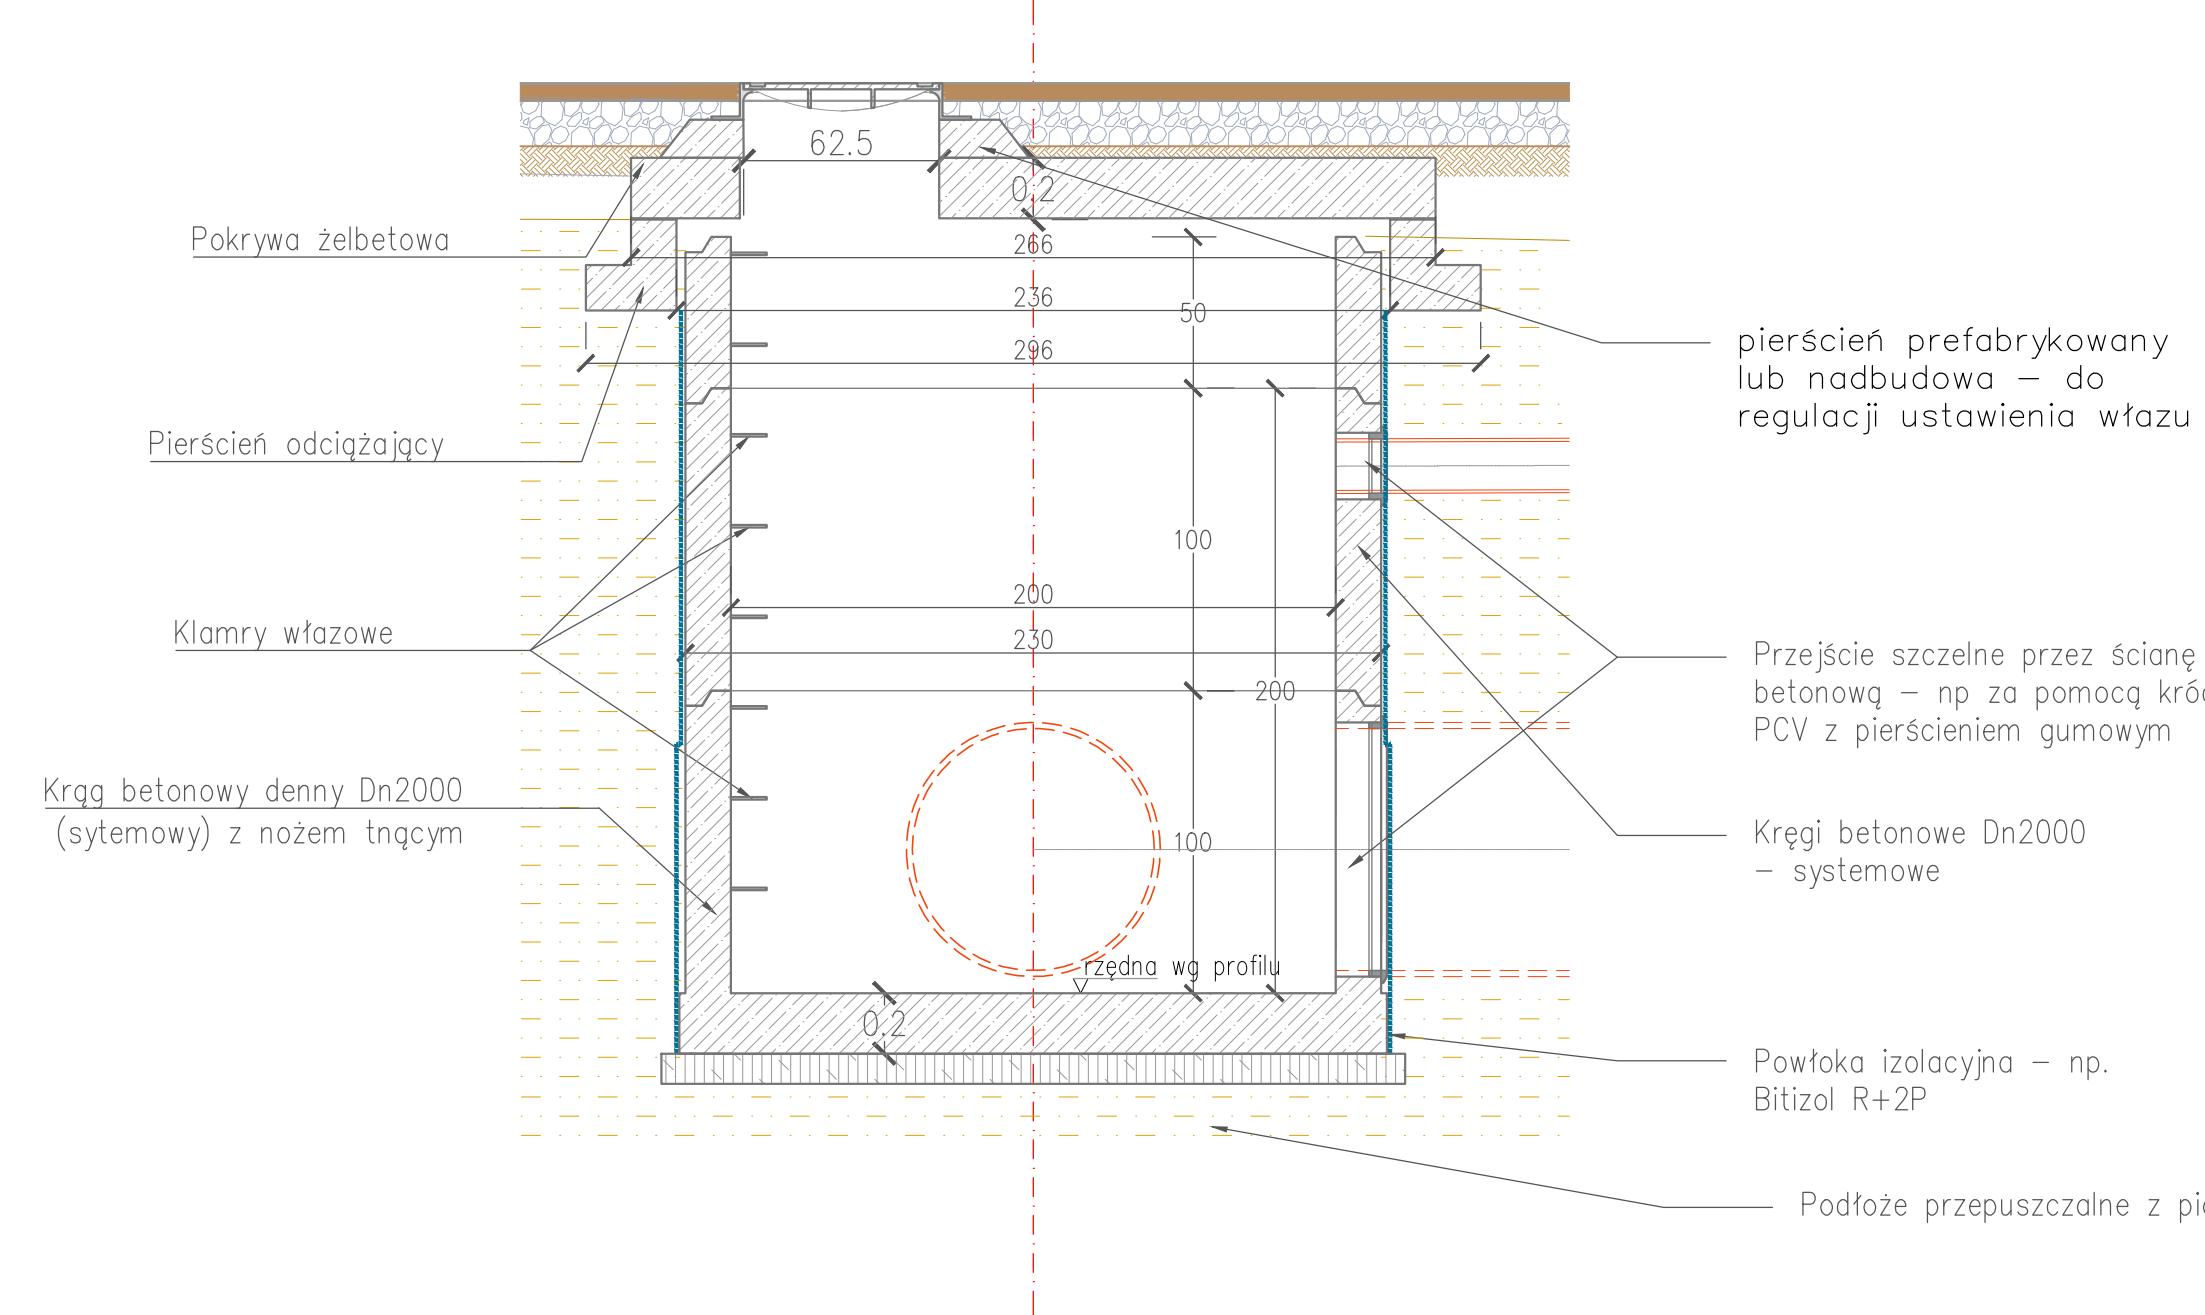 62.5
0.2
Pokrywa żelbetowa
266
236
50
296
pierścień prefabrykowany
lub nadbudowa – do
regulacji ustawienia włazu
Pierścień odciążający
100
200
Klamry włazowe
230
200
Przejście szczelne przez ścianę
betonową – np za pomocą
PCV z pierścieniem gumowym
Krąg betonowy denny Dn2000
(sytemowy) z nożem tnącym
100
Kręgi betonowe Dn2000
– systemowe
rzędna wg profilu
0.2
Powłoka izolacyjna – np.
Bitizol R+2P
Podłoże przepuszczalne z